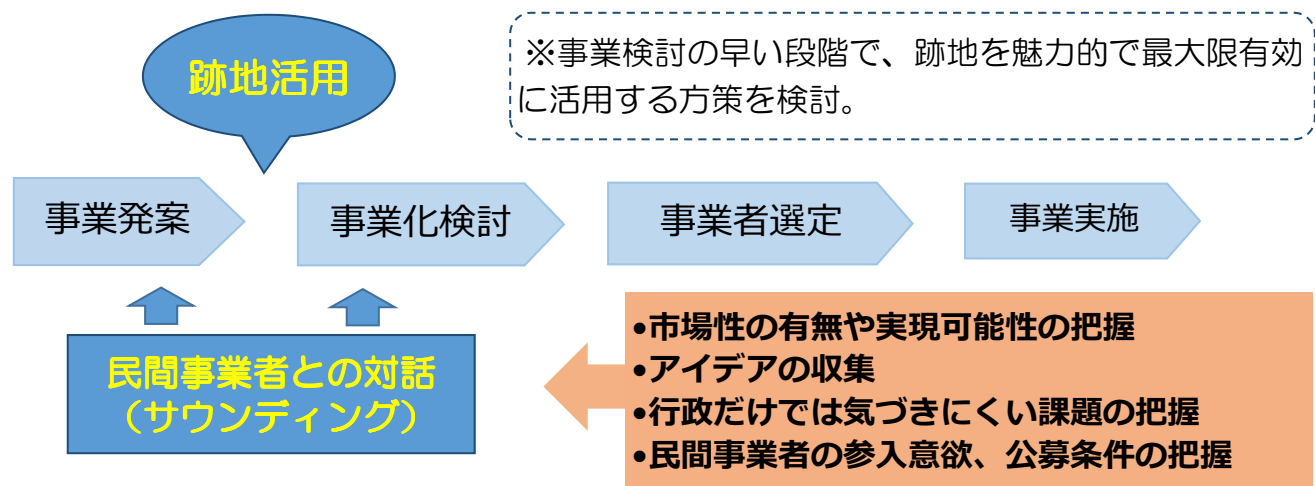 跡地活用
※事業検討の早い段階で、跡地を魅力的で最大限有効
に活用する方策を検討。
事業発案
事業化検討
事業者選定
事業実施
民間事業者との対話
（サウンディング）
•市場性の有無や実現可能性の把握
•アイデアの収集
•行政だけでは気づきにくい課題の把握
•民間事業者の参入意欲、公募条件の把握